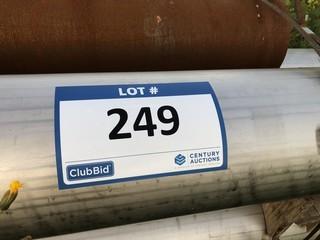 LOT #
249
ClubBid
CENTURY
AUCTIONS